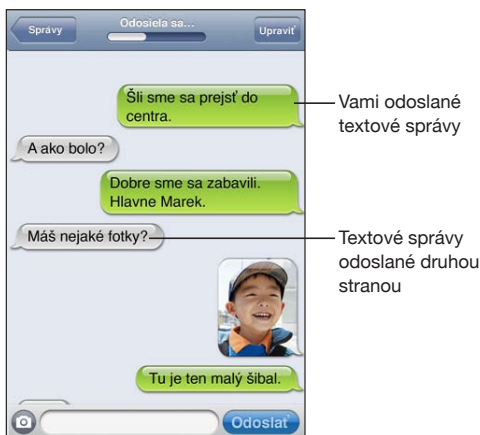 Správy
Odosiela sa...
Upraviť
Šli sme sa prejsť do
centra.
Vami odoslané
textové správy
A ako bolo?
Dobre sme sa zabavili.
Hlavne Marek.
Máš nejaké fotky?
Textové správy
odoslané druhou
stranou
Tu je ten malý šibal.
Odoslať